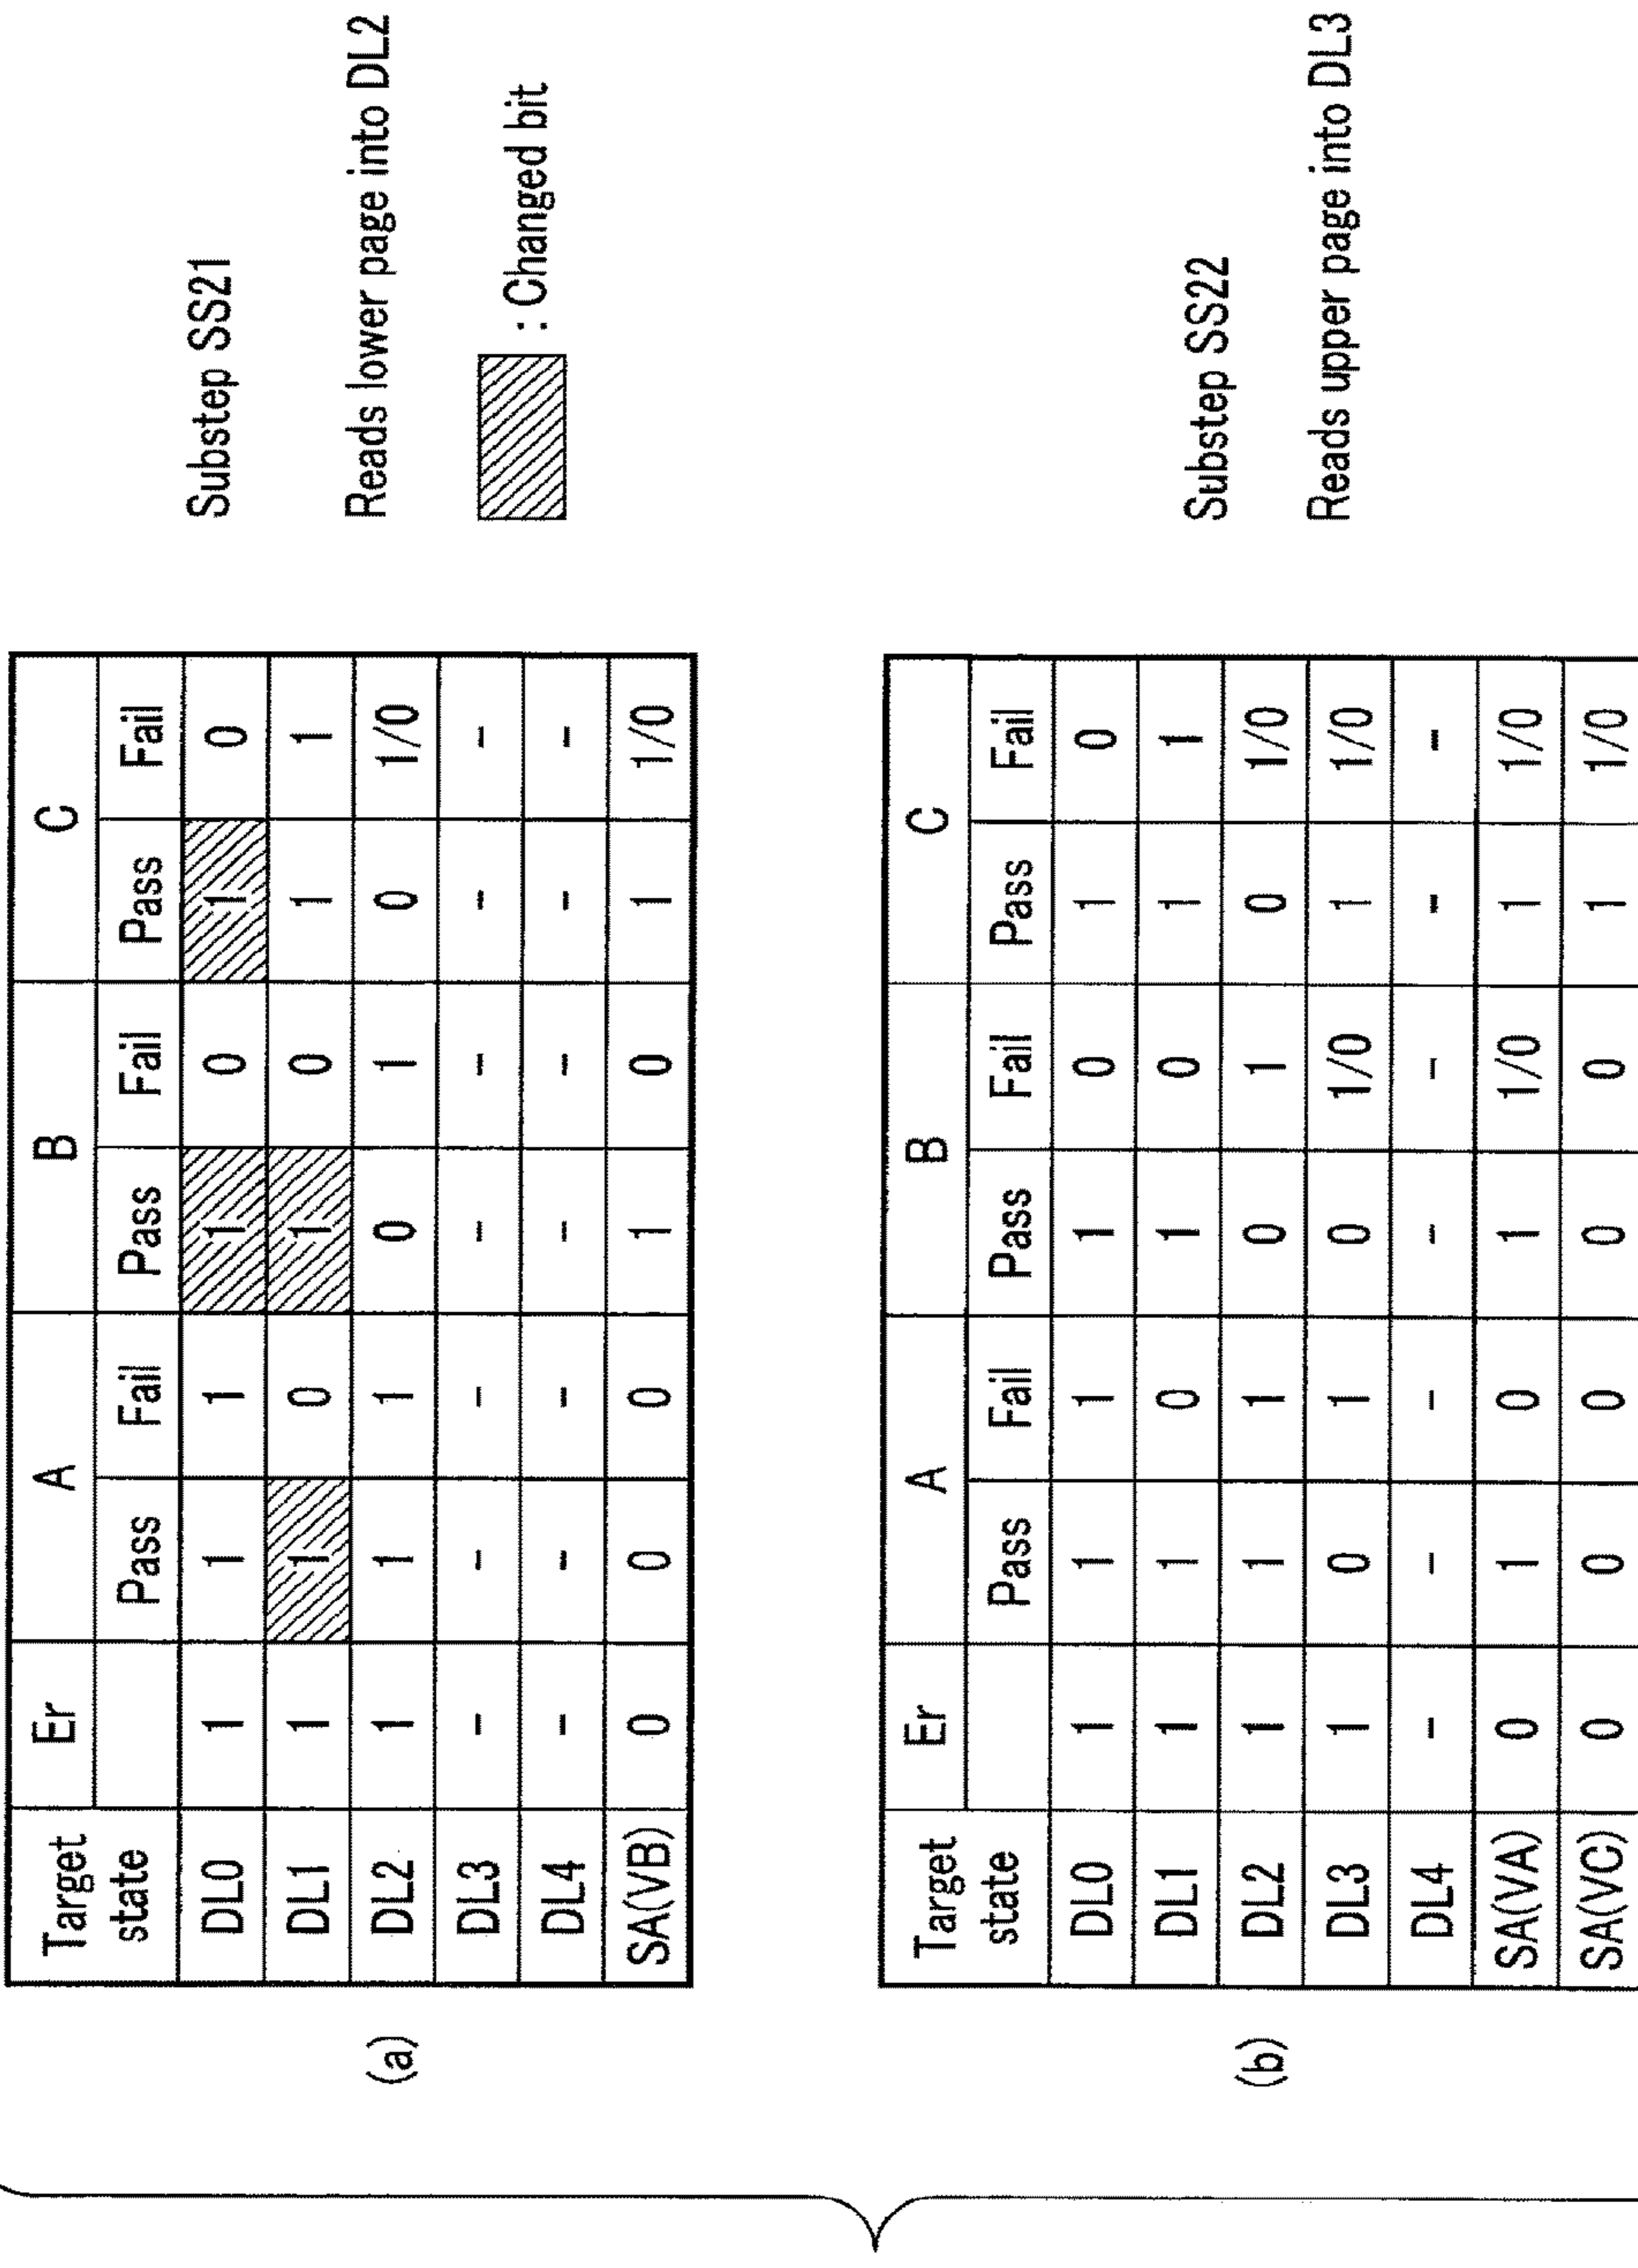 (a)
Target state Er A B C
Pass Fail Pass Fail Pass Fail
DL0 1 1 1 1 0 1 0
DL1 1 1 0 1 0 1 1
DL2 1 1 1 0 1 0 1/0
DL3 - - - - - - -
DL4 - - - - - - -
SA(VB) 0 0 0 1 0 1 1/0
Substep SS21
Reads lower page into DL2
: Changed bit
(b)
Target state Er A B C
Pass Fail Pass Fail Pass Fail
DL0 1 1 1 1 0 1 0
DL1 1 1 0 1 0 1 1
DL2 1 1 1 0 1 0 1/0
DL3 1 0 1 0 1/0 1 1/0
DL4 - - - - - - -
SA(VA) 0 1 0 1 1/0 1 1/0
SA(VC) 0 0 0 0 0 1 1/0
Substep SS22
Reads upper page into DL3